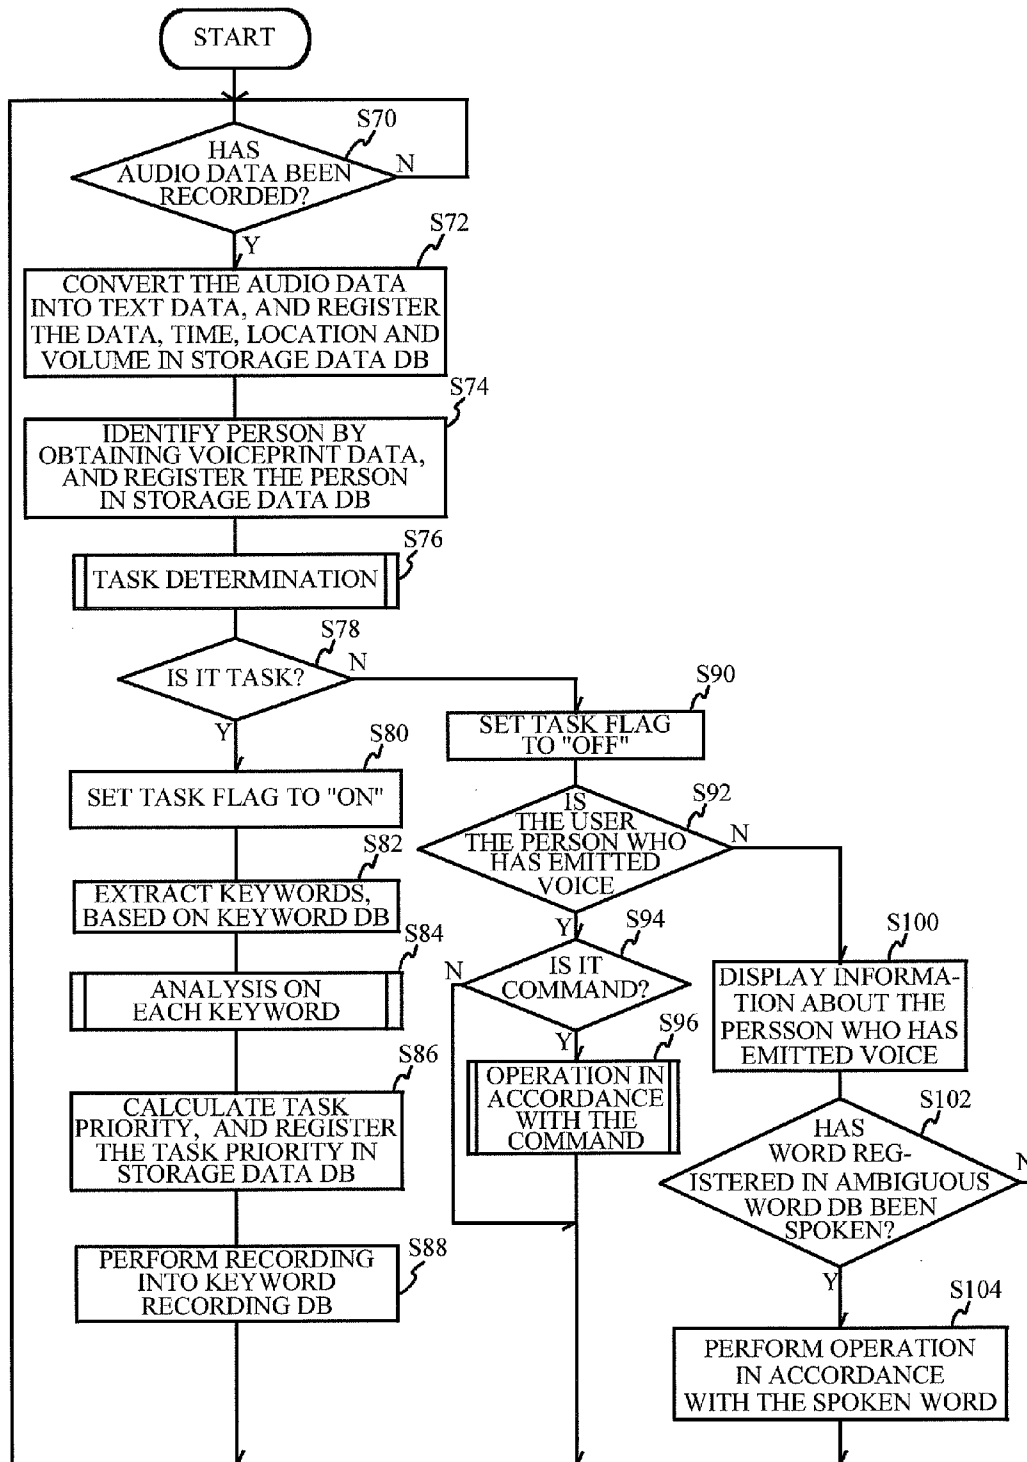 START
S70
HAS
AUDIO DATA BEEN
RECORDED?
N
Y
S72
CONVERT THE AUDIO DATA
INTO TEXT DATA, AND REGISTER
THE DATA, TIME, LOCATION AND
VOLUME IN STORAGE DATA DB
S74
IDENTIFY PERSON BY
OBTAINING VOICEPRINT DATA,
AND REGISTER THE PERSON
IN STORAGE DATA DB
S76
TASK DETERMINATION
S78
IS IT TASK?
N
Y
S80
SET TASK FLAG TO "ON"
S82
EXTRACT KEYWORDS,
BASED ON KEYWORD DB
S84
ANALYSIS ON
EACH KEYWORD
S86
CALCULATE TASK
PRIORITY, AND REGISTER
THE TASK PRIORITY IN
STORAGE DATA DB
S88
PERFORM RECORDING
INTO KEYWORD
RECORDING DB
S90
SET TASK FLAG
TO "OFF"
S92
IS
THE USER
THE PERSON WHO
HAS EMITTED
VOICE
N
Y
S94
IS IT
COMMAND?
N
Y
S96
OPERATION IN
ACCORDANCE
WITH THE
COMMAND
S100
DISPLAY INFORMA-
TION ABOUT THE
PERSSON WHO HAS
EMITTED VOICE
S102
HAS
WORD REG-
ISTERED IN AMBIGUOUS
WORD DB BEEN
SPOKEN?
N
Y
S104
PERFORM OPERATION
IN ACCORDANCE
WITH THE SPOKEN WORD